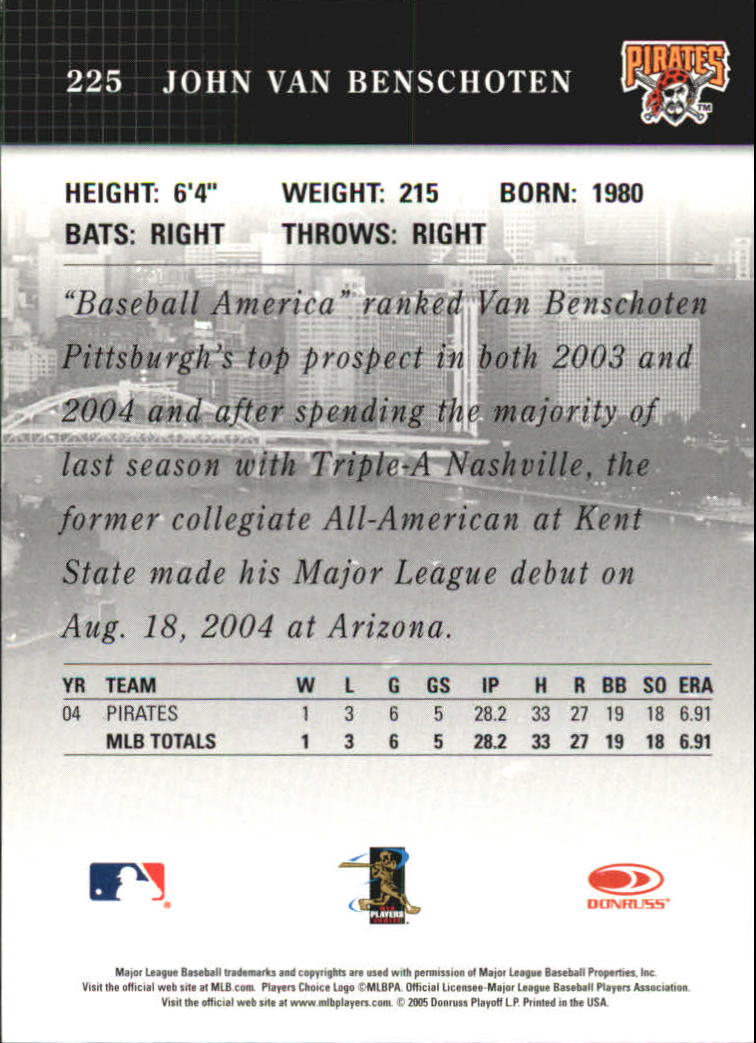 225 JOHN VAN BENSCHOTEN
PIRATES
TM
HEIGHT: 6'4" WEIGHT: 215 BORN: 1980
BATS: RIGHT THROWS: RIGHT
“Baseball America” ranked Van Benschoten
Pittsburgh’s top prospect in both 2003 and
2004 and after spending the majority of
last season with Triple-A Nashville, the
former collegiate All-American at Kent
State made his Major League debut on
Aug. 18, 2004 at Arizona.
YR TEAM W L G GS IP H R BB SO ERA
04 PIRATES 1 3 6 5 28.2 33 27 19 18 6.91
MLB TOTALS 1 3 6 5 28.2 33 27 19 18 6.91
PLAYERS
DONRUSS
Major League Baseball trademarks and copyrights are used with permission of Major League Baseball Properties, Inc.
Visit the official web site at MLB.com. Players Choice Logo ©MLBPA. Official Licensee-Major League Baseball Players Association.
Visit the official web site at www.mlbplayers.com. © 2005 Donruss Playoff L.P. Printed in the USA.